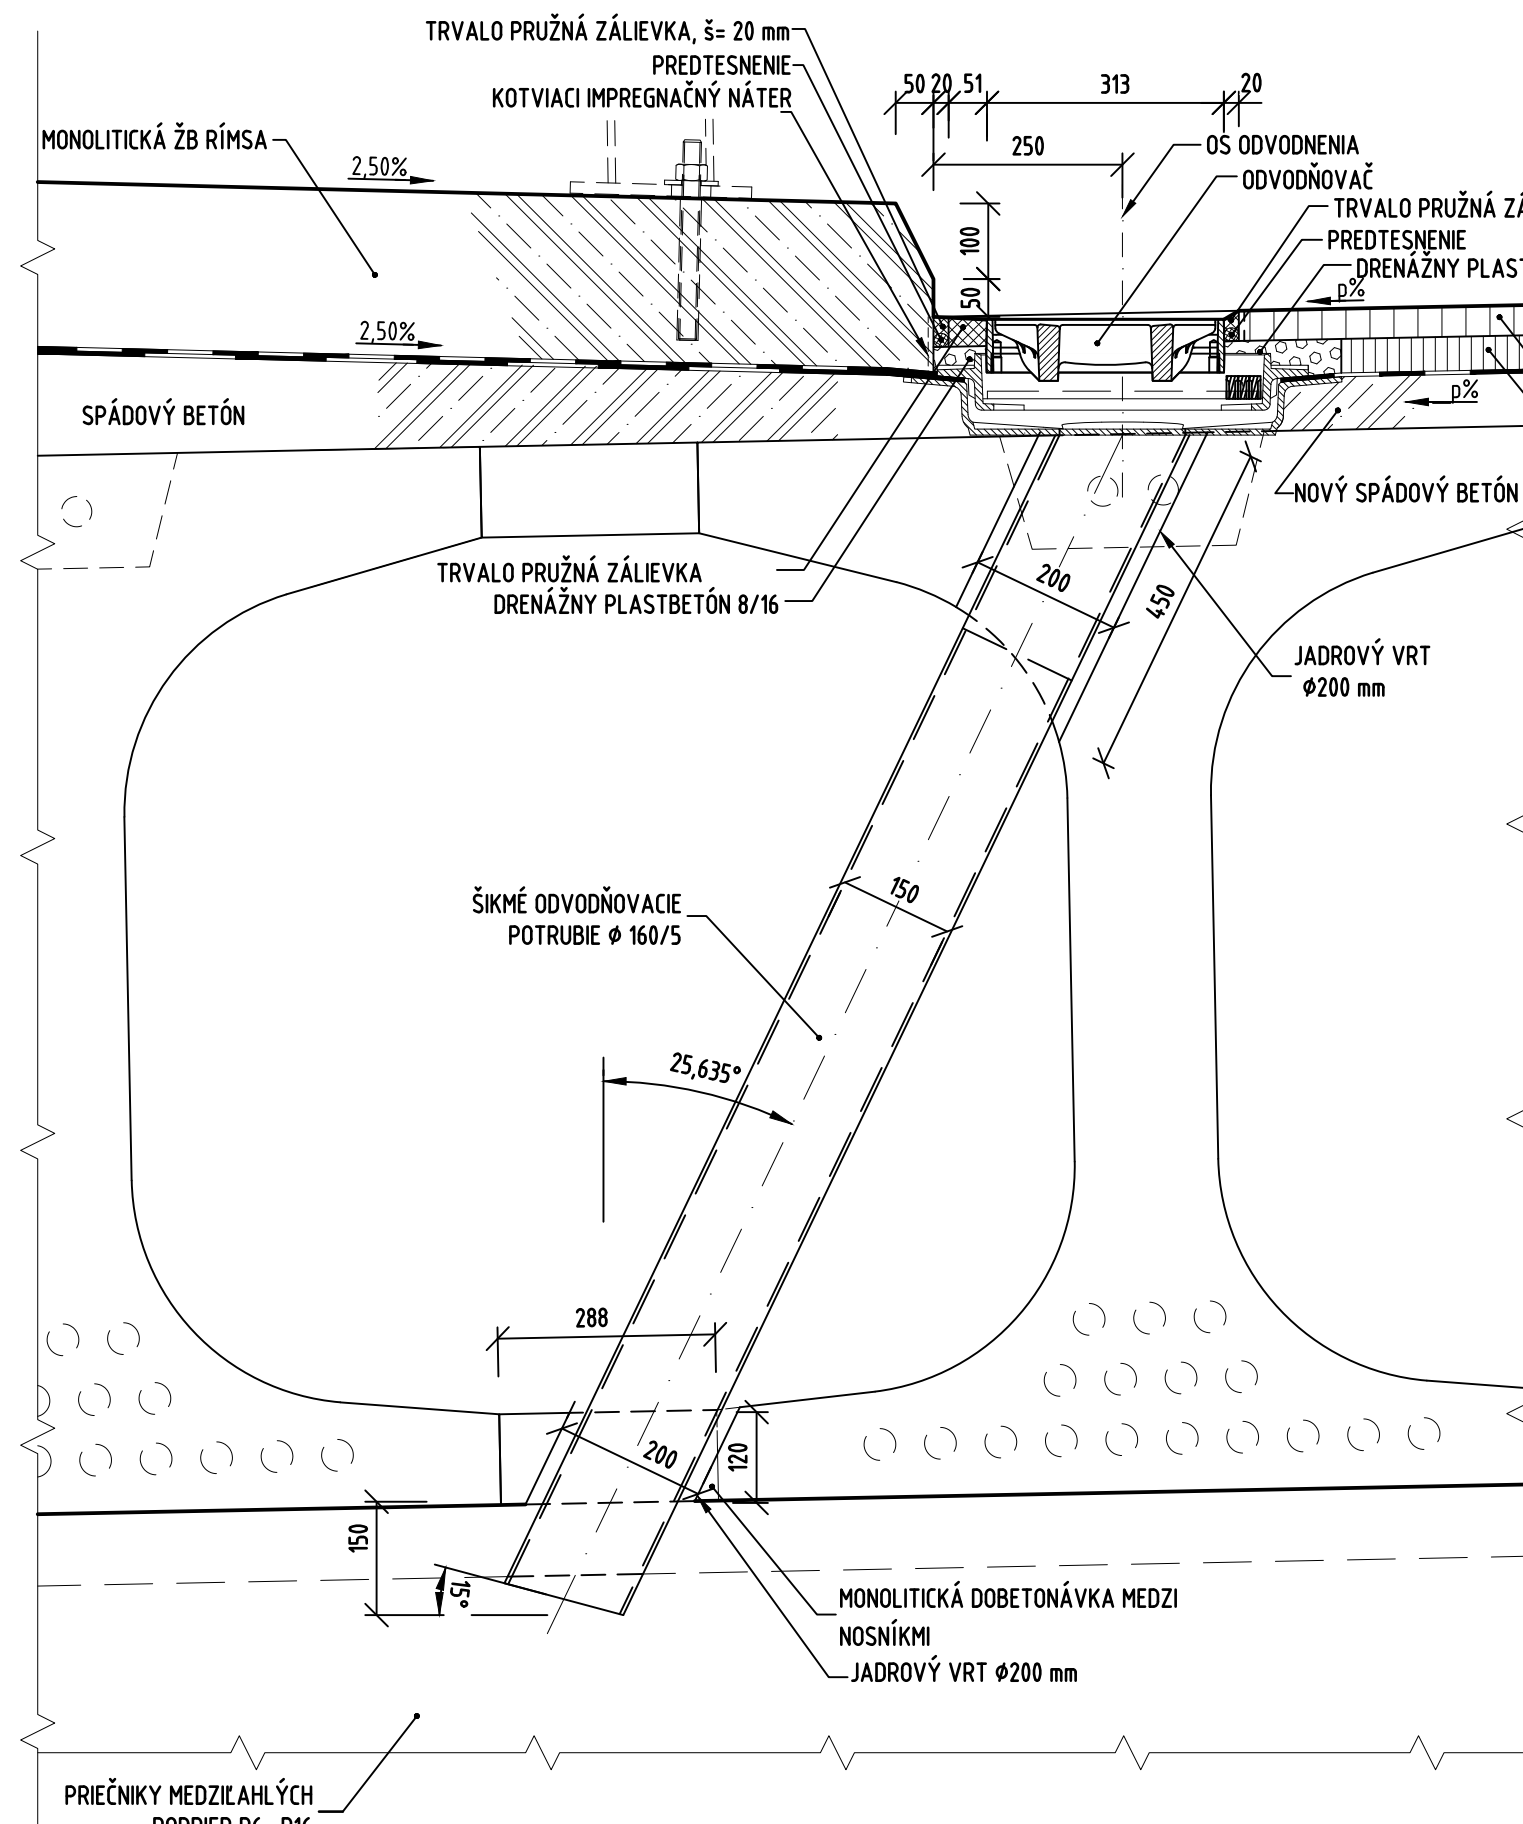 TRVALO PRUŽNÁ ZÁLIEVKA, š= 20 mm
PREDTESNENIE
KOTVIACI IMPREGNAČNÝ NÁTER
MONOLITICKÁ ŽB RÍMSA
2,50%
50 20 51 313 20
250
OS ODVODNENIA
ODVODŇOVAČ
TRVALO PRUŽNÁ
PREDTESNENIE
DRENÁŽNY
p%
100
50
2,50%
SPÁDOVÝ BETÓN
p%
NOVÝ SPÁDOVÝ BETÓN
TRVALO PRUŽNÁ ZÁLIEVKA
DRENÁŽNY PLASTBETÓN 8/16
200
450
JADROVÝ VRT
ϕ200 mm
150
ŠIKMÉ ODVODŇOVACIE
POTRUBIE ϕ 160/5
25,635°
288
200
120
150
15°
MONOLITICKÁ DOBETONÁVKA MEDZI
NOSNÍKMI
JADROVÝ VRT ϕ200 mm
PRIEČNIKY MEDZIĽAHLÝCH